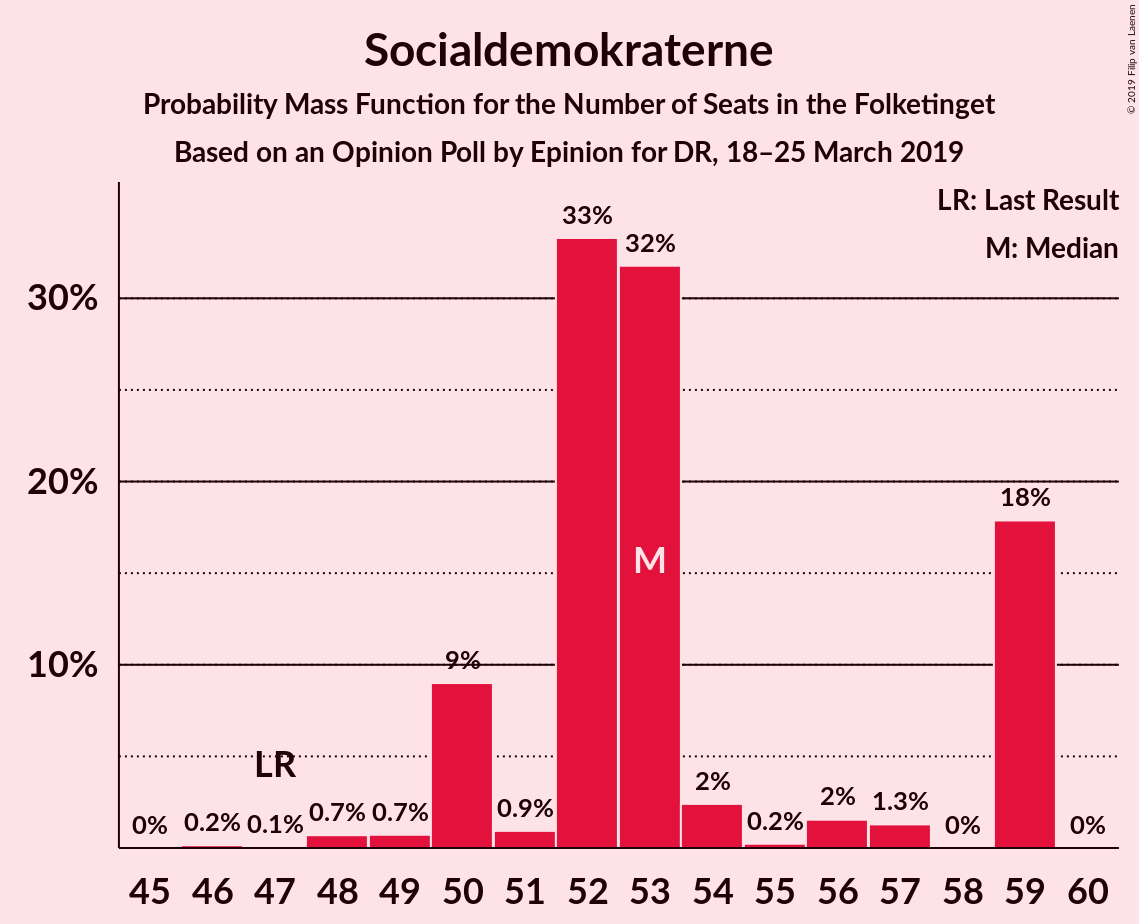 Socialdemokraterne
Probability Mass Function for the Number of Seats in the Folketinget
Based on an Opinion Poll by Epinion for DR, 18–25 March 2019
© 2019 Filip van Laenen
LR: Last Result
M: Median
33%
32%
30%
20%
18%
M
10%
9%
LR
0%
0.2%
0.1%
0.7%
0.7%
0.9%
2%
0.2%
2%
1.3%
0%
0%
45 46 47 48 49 50 51 52 53 54 55 56 57 58 59 60